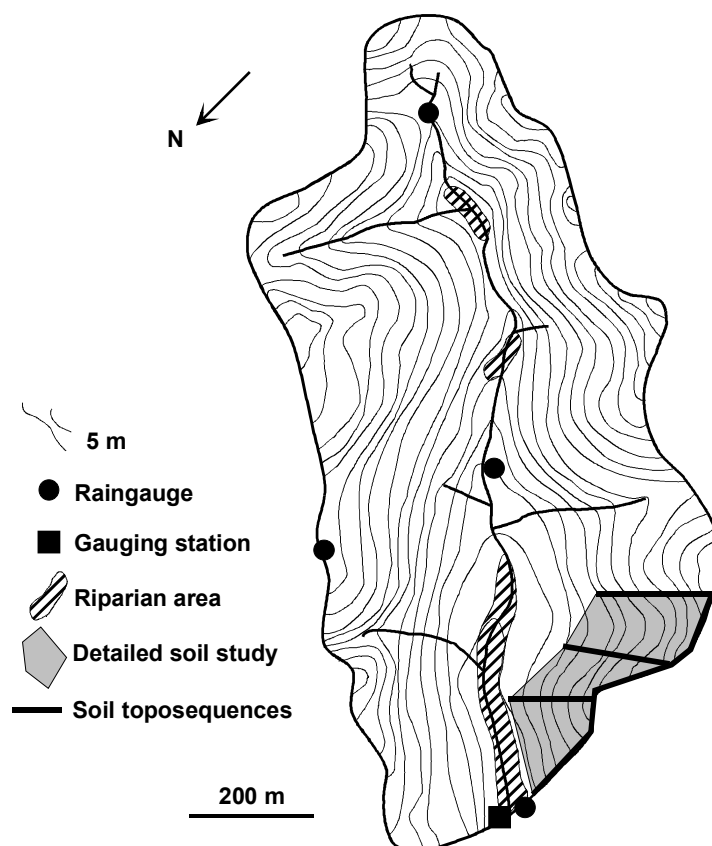 N
5 m
Raingauge
Gauging station
Riparian area
Detailed soil study
Soil toposequences
200 m